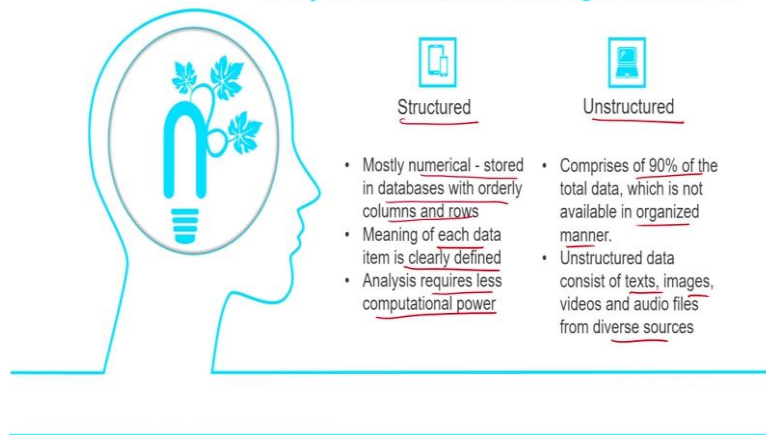 Structured
• Mostly numerical - stored
in databases with orderly
columns and rows
• Meaning of each data
item is clearly defined
• Analysis requires less
computational power
Unstructured
• Comprises of 90% of the
total data, which is not
available in organized
manner.
• Unstructured data
consist of texts, images,
videos and audio files
from diverse sources